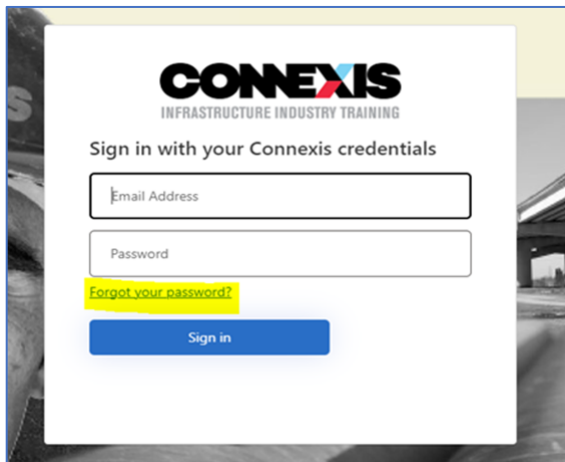 CONNEXIS
INFRASTRUCTURE INDUSTRY TRAINING
Sign in with your Connexis credentials
Email Address
Password
Forgot your password?
Sign in